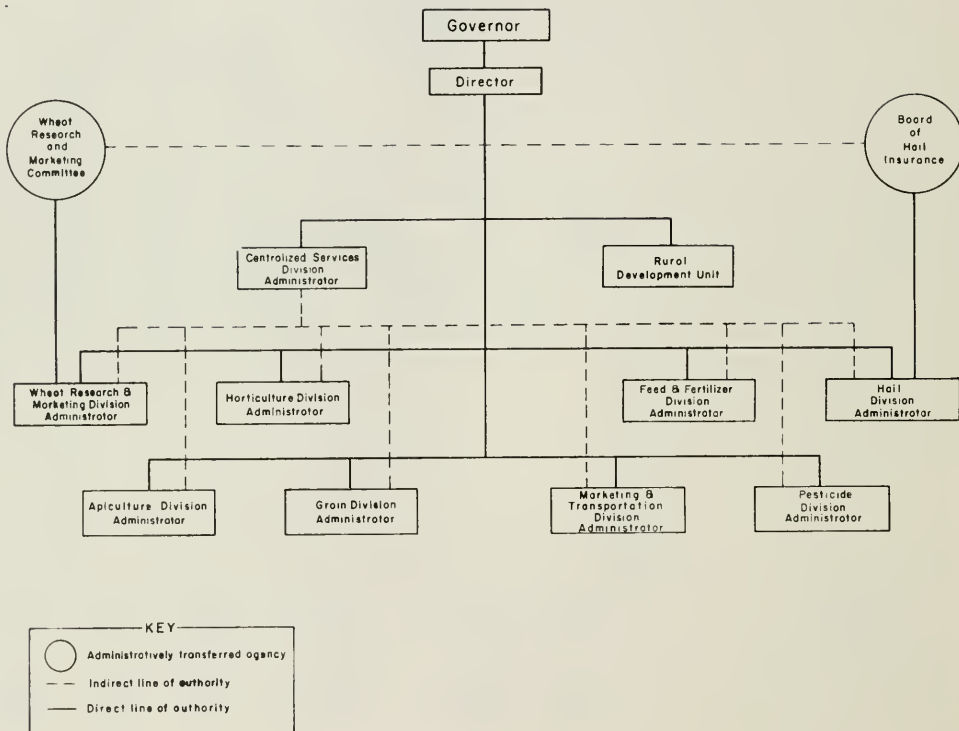 Governor
Director
Wheat
Research
and
Marketing
Committee
Board
of
Hail
Insurance
Centralized Services
Division
Administrator
Rural
Development Unit
Wheat Research &
Marketing Division
Administrator
Horticulture Division
Administrator
Feed & Fertilizer
Division
Administrator
Hail
Division
Administrator
Apiculture Division
Administrator
Grain Division
Administrator
Marketing &
Transportation
Division
Administrator
Pesticide
Division
Administrator
KEY
Administratively transferred agency
Indirect line of authority
Direct line of authority